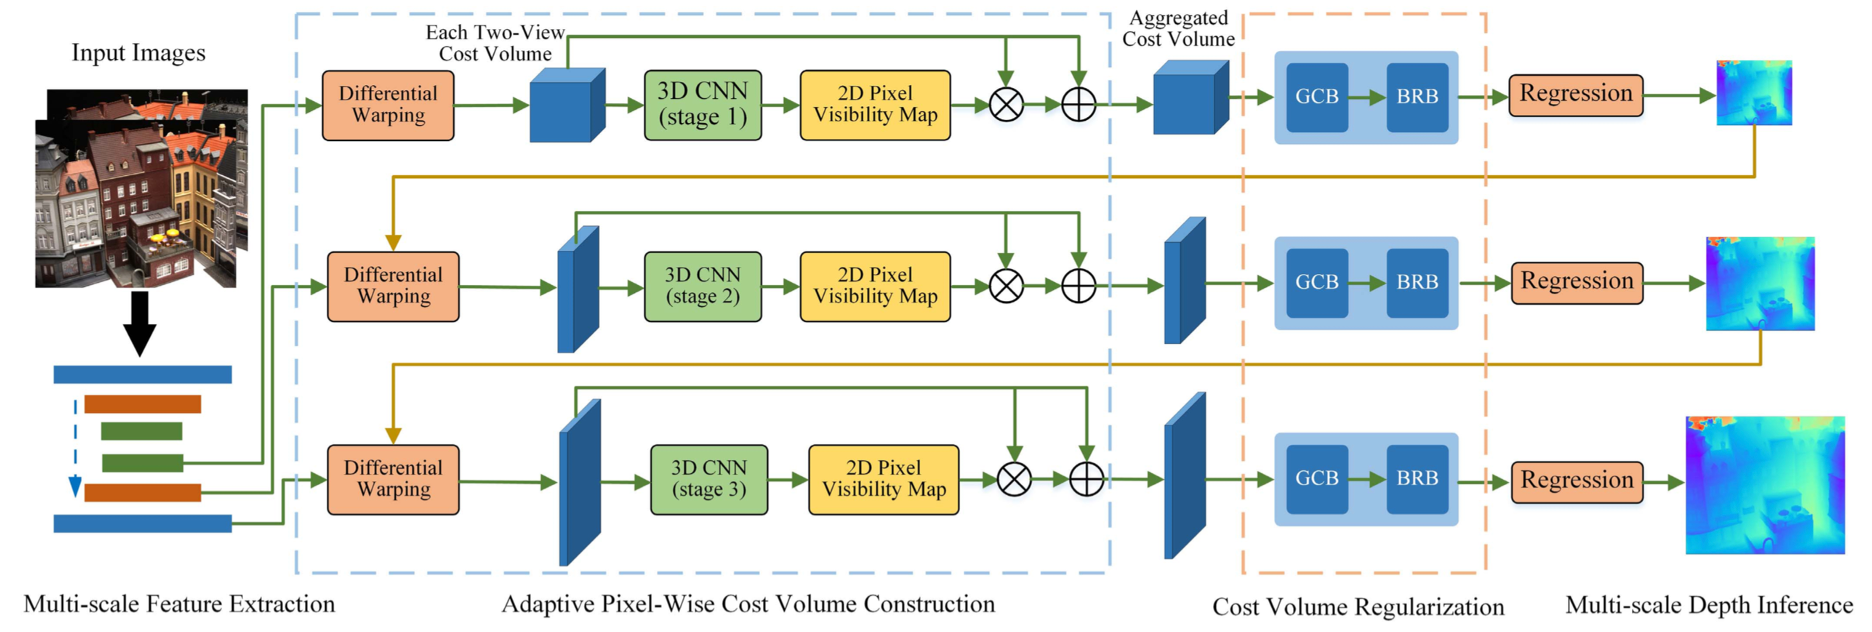 Input Images
Each Two-View
Cost Volume
Aggregated
Cost Volume
Differential
Warping
3D CNN
(stage 1)
2D Pixel
Visibility Map
GCB
BRB
Regression
Differential
Warping
3D CNN
(stage 2)
2D Pixel
Visibility Map
GCB
BRB
Regression
Differential
Warping
3D CNN
(stage 3)
2D Pixel
Visibility Map
GCB
BRB
Regression
Multi-scale Feature Extraction
Adaptive Pixel-Wise Cost Volume Construction
Cost Volume Regularization
Multi-scale Depth Inference